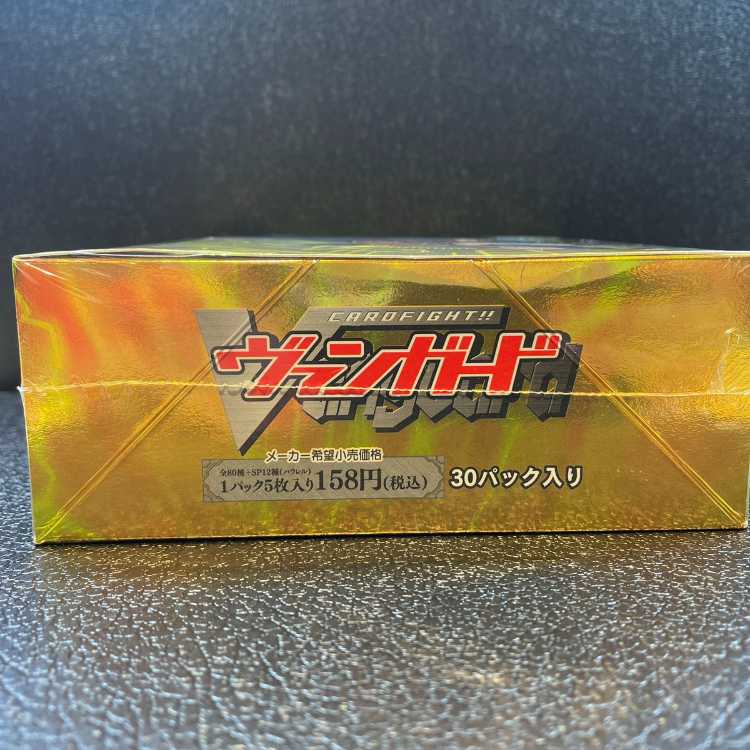 CARDFIGHT!!
ヴァンガード
Vanguard
メーカー希望小売価格
全80種+SP12種(パラレル)
1パック5枚入り158円(税込)
30パック入り